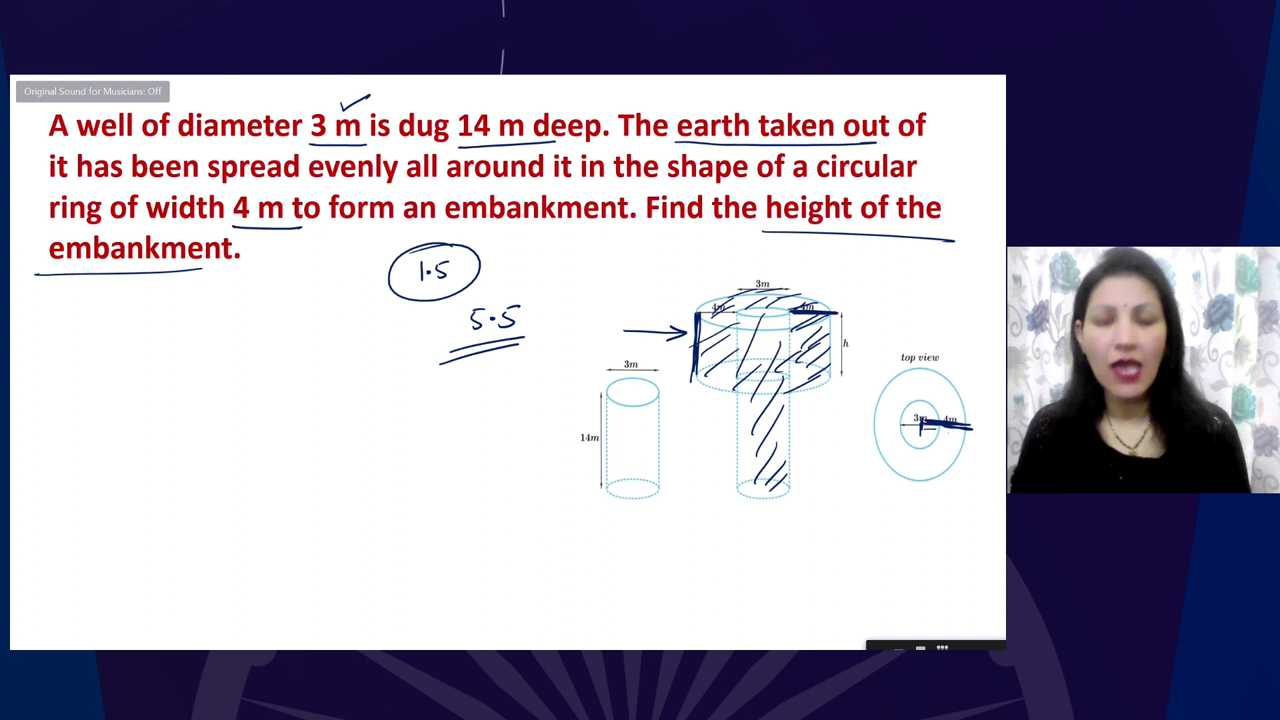 Original Sound for Musicians: Off
A well of diameter 3 m is dug 14 m deep. The earth taken out of
it has been spread evenly all around it in the shape of a circular
ring of width 4 m to form an embankment. Find the height of the
embankment.
1.5
5.5
3m
4m
4m
h
3m
14m
top view
3m
4m